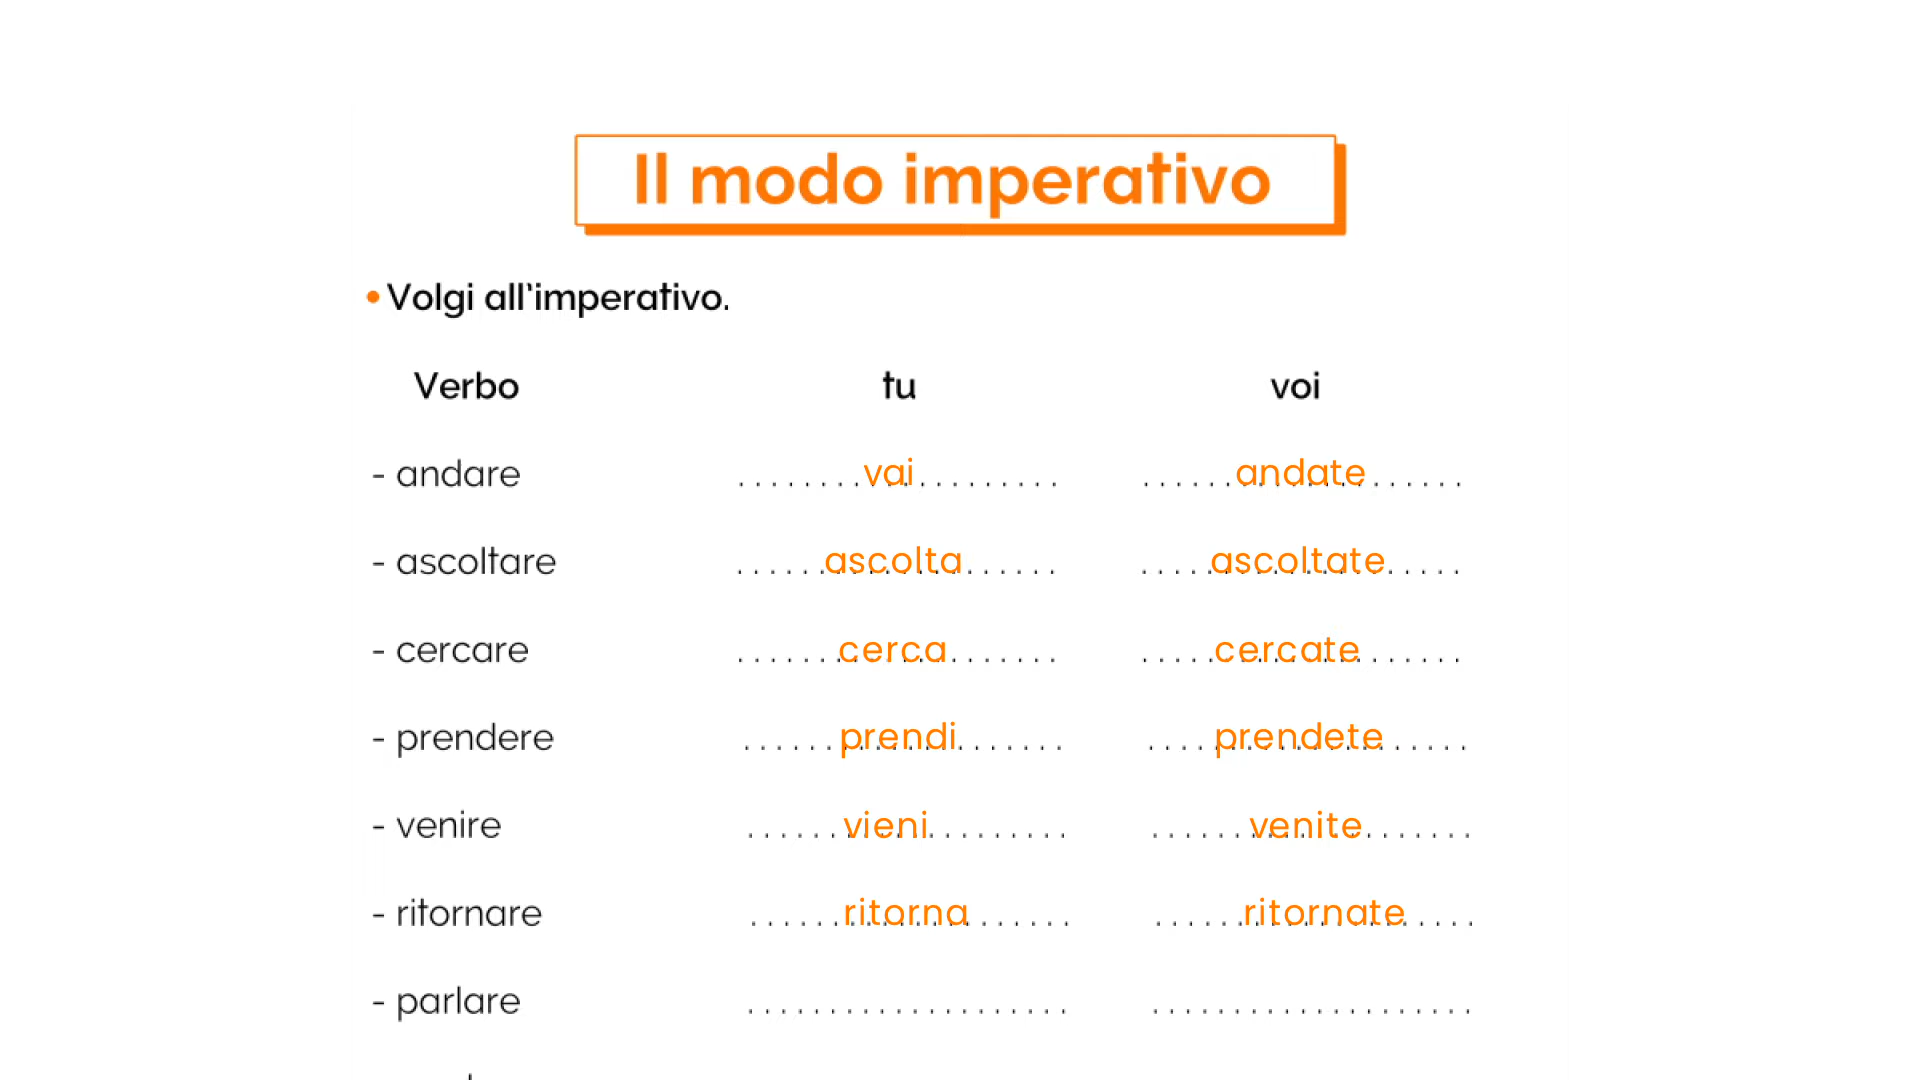 Il modo imperativo
• Volgi all'imperativo.
Verbo tu voi
- andare vai andate
- ascoltare ascolta ascoltate
- cercare cerca cercate
- prendere prendi prendete
- venire vieni venite
- ritornare ritorna ritornate
- parlare